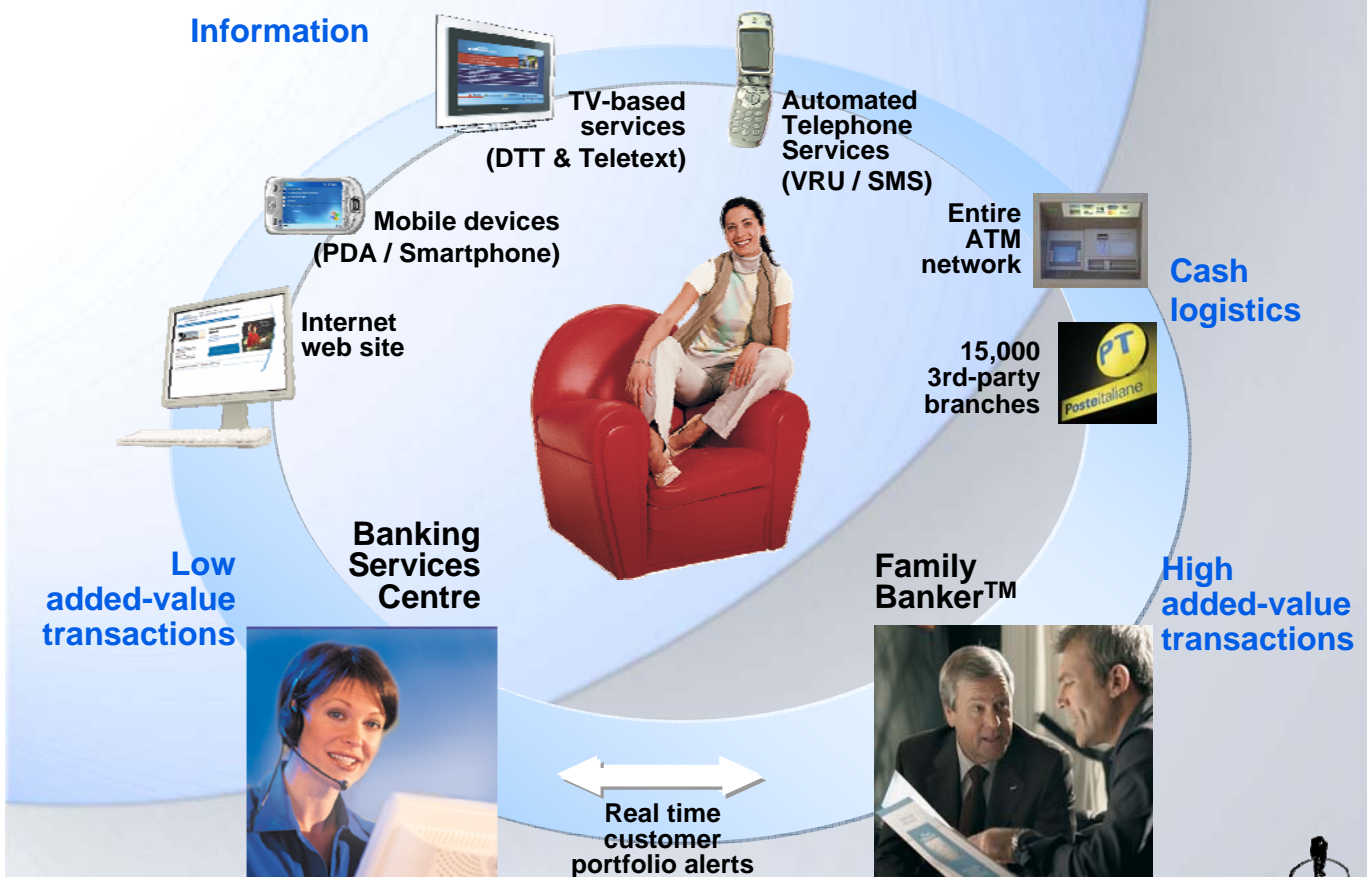 Information
TV-based
services
(DTT & Teletext)
Automated
Telephone
Services
(VRU / SMS)
Mobile devices
(PDA / Smartphone)
Entire
ATM
network
Cash
logistics
Internet
web site
15,000
3rd-party
branches
PT
Posteitaliane
Banking
Services
Centre
Low
added-value
transactions
Family
Banker™
High
added-value
transactions
Real time
customer
portfolio alerts